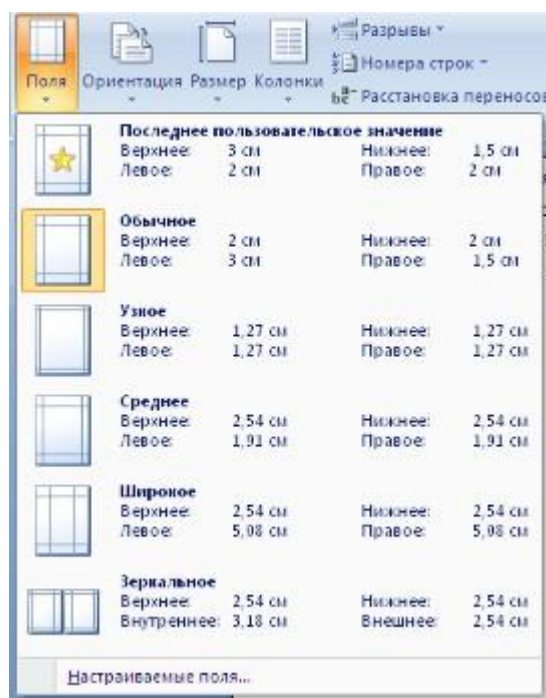 Разрывы
Номера строк
Поля Ориентация Размер Колонки
Расстановка переносов
Последнее пользовательское значение
Верхнее: 3 см Нижнее: 1,5 см
Левое: 2 см Правое: 2 см
Обычное
Верхнее: 2 см Нижнее: 2 см
Левое: 3 см Правое: 1,5 см
Узкое
Верхнее: 1,27 см Нижнее: 1,27 см
Левое: 1,27 см Правое: 1,27 см
Среднее
Верхнее: 2,54 см Нижнее: 2,54 см
Левое: 1,91 см Правое: 1,91 см
Широкое
Верхнее: 2,54 см Нижнее: 2,54 см
Левое: 5,08 см Правое: 5,08 см
Зеркальное
Верхнее: 2,54 см Нижнее: 2,54 см
Внутреннее: 3,18 см Внешнее: 2,54 см
Настраиваемые поля...